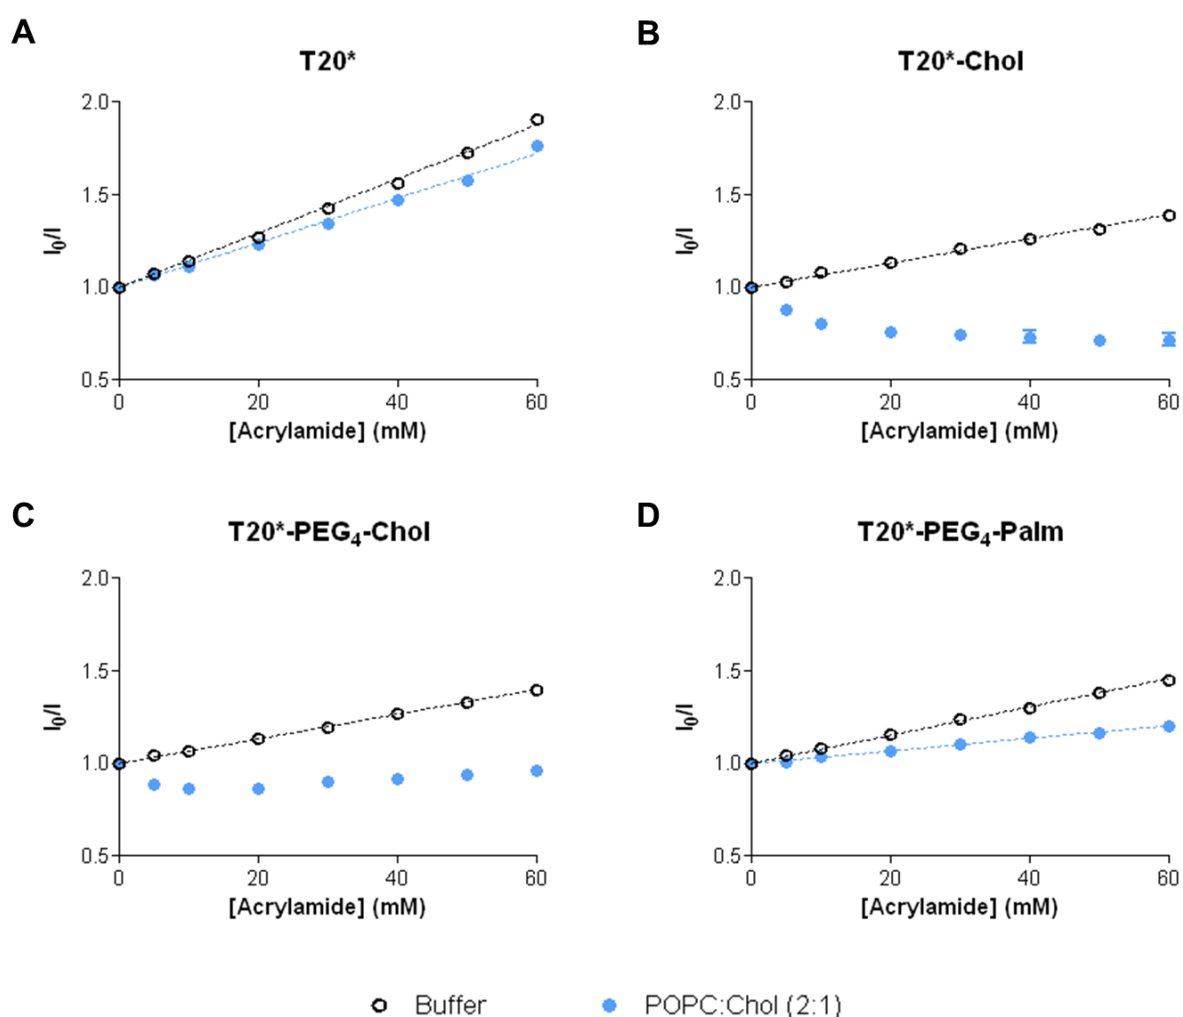 A
T20*
2.0
1.5
1.0
0.5
I₀/I
0 20 40 60
[Acrylamide] (mM)
B
T20*-Chol
2.0
1.5
1.0
0.5
I₀/I
0 20 40 60
[Acrylamide] (mM)
C
T20*-PEG₄-Chol
2.0
1.5
1.0
0.5
I₀/I
0 20 40 60
[Acrylamide] (mM)
D
T20*-PEG₄-Palm
2.0
1.5
1.0
0.5
I₀/I
0 20 40 60
[Acrylamide] (mM)
Buffer POPC:Chol (2:1)